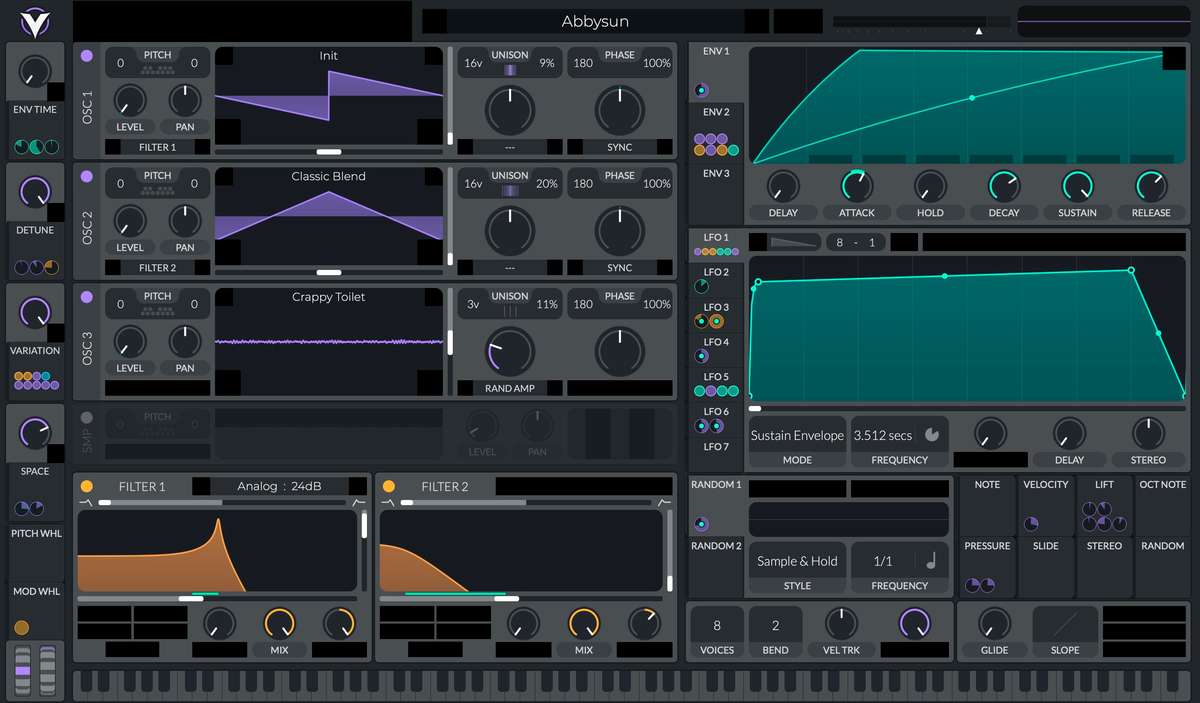 Abbysun
ENV TIME
DETUNE
VARIATION
SPACE
PITCH WHL
MOD WHL
OSC 1
0 PITCH 0
LEVEL PAN
FILTER 1
Init
16v UNISON 9%
---
180 PHASE 100%
SYNC
OSC 2
0 PITCH 0
LEVEL PAN
FILTER 2
Classic Blend
16v UNISON 20%
---
180 PHASE 100%
SYNC
OSC 3
0 PITCH 0
LEVEL PAN
Crappy Toilet
3v UNISON 11%
RAND AMP
180 PHASE 100%
SMP
0 PITCH 0
LEVEL PAN
FILTER 1 Analog : 24dB
MIX
FILTER 2
MIX
ENV 1
ENV 2
ENV 3
DELAY ATTACK HOLD DECAY SUSTAIN RELEASE
LFO 1
LFO 2
LFO 3
LFO 4
LFO 5
LFO 6
LFO 7
8 - 1
Sustain Envelope 3.512 secs
MODE FREQUENCY DELAY STEREO
RANDOM 1
RANDOM 2
Sample & Hold 1/1
STYLE FREQUENCY
NOTE VELOCITY LIFT OCT NOTE
PRESSURE SLIDE STEREO RANDOM
8 2
VOICES BEND VEL TRK
GLIDE SLOPE